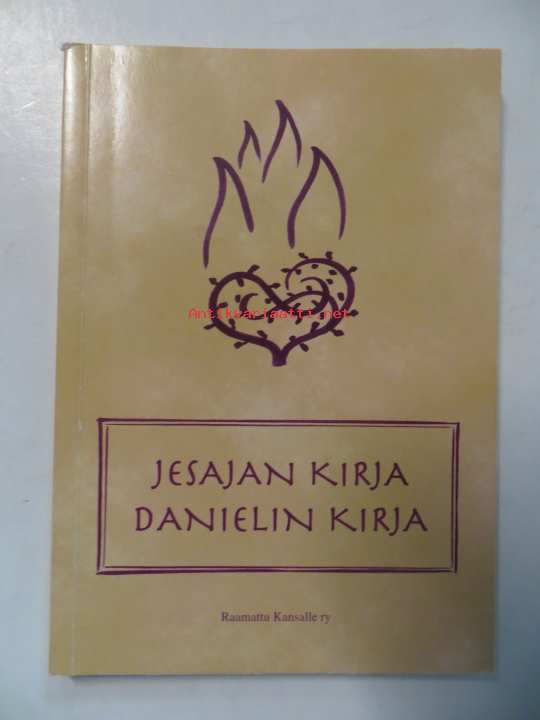 Antikvariaatti.net
JESAJAN KIRJA
DANIELIN KIRJA
Raamattu Kansalle ry